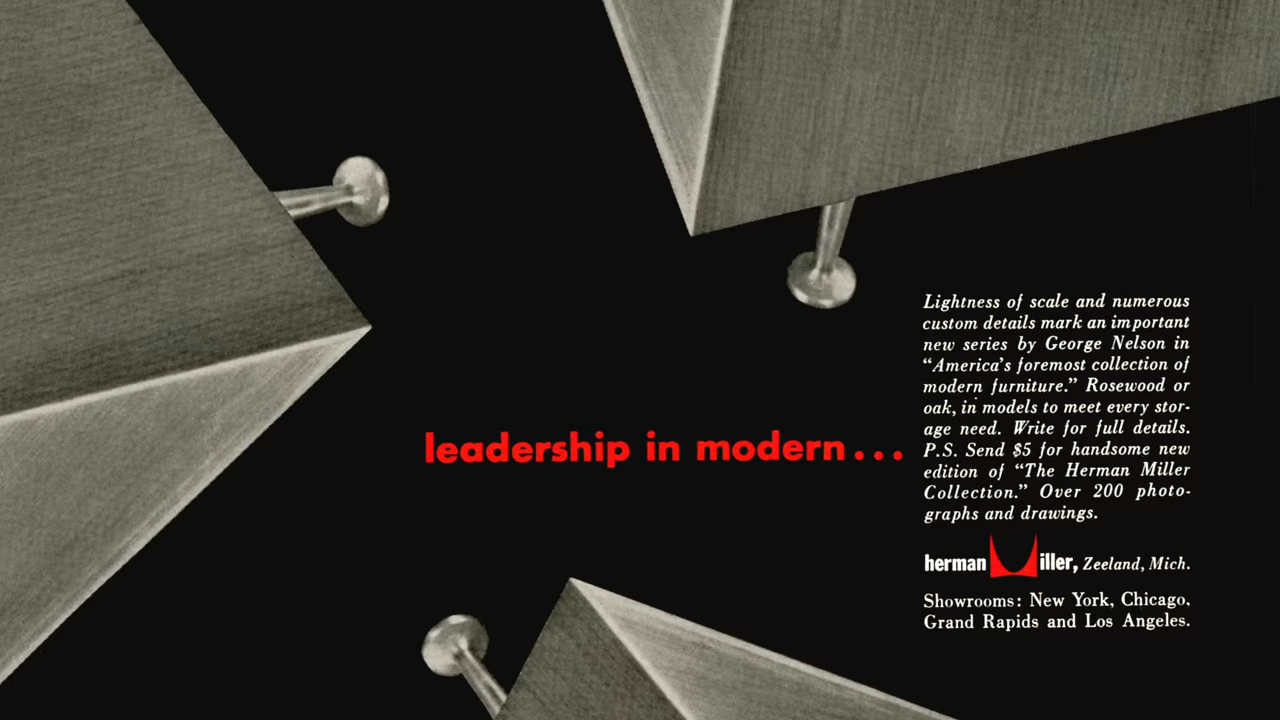 leadership in modern...
Lightness of scale and numerous
custom details mark an important
new series by George Nelson in
“America's foremost collection of
modern furniture.” Rosewood or
oak, in models to meet every stor-
age need. Write for full details.
P.S. Send $5 for handsome new
edition of “The Herman Miller
Collection.” Over 200 photo-
graphs and drawings.
herman Miller, Zeeland, Mich.
Showrooms: New York, Chicago,
Grand Rapids and Los Angeles.